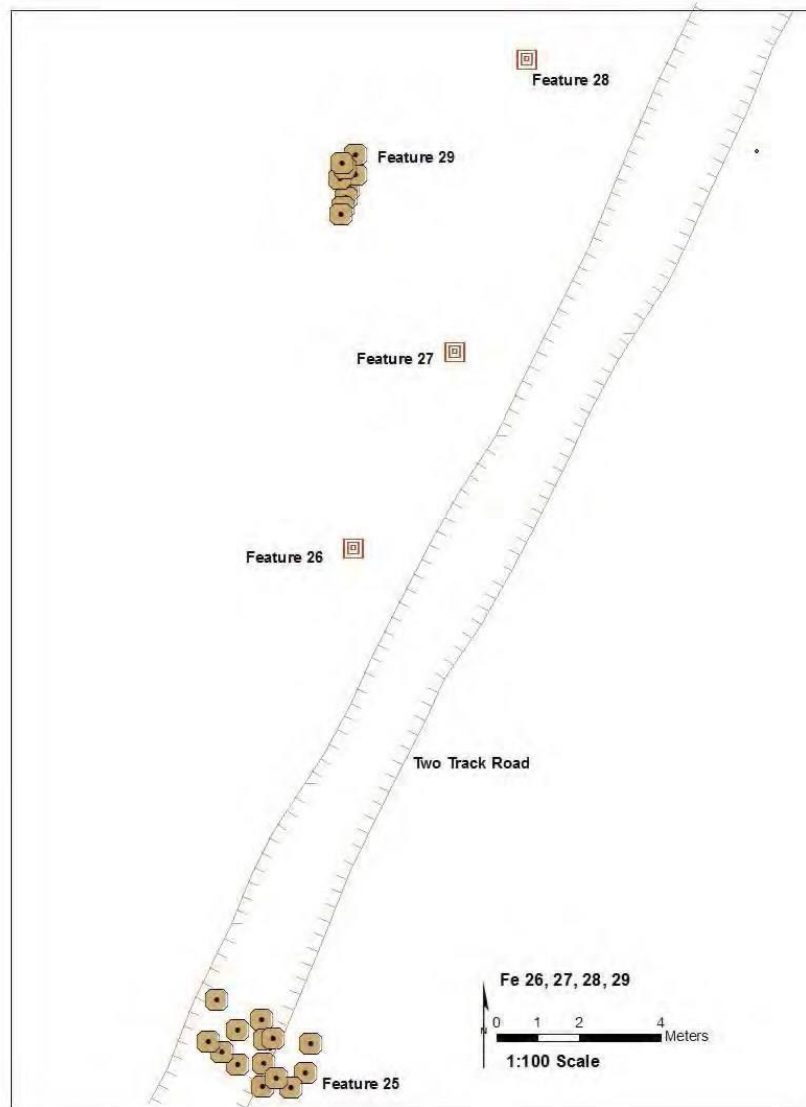 Feature 28
Feature 29
Feature 27
Feature 26
Two Track Road
Fe 26, 27, 28, 29
N
0 1 2 4
Meters
1:100 Scale
Feature 25